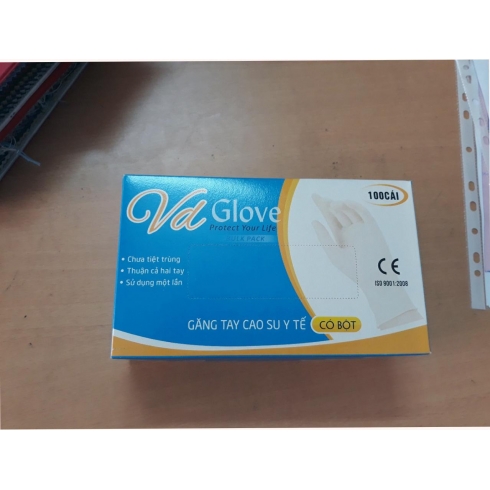 100CÁI
Vd Glove
Protect Your Life
• Chưa tiệt trùng
• Thuận cả hai tay
• Sử dụng một lần
CE
ISO 9001:2008
GĂNG TAY CAO SU Y TẾ CÓ BỘT